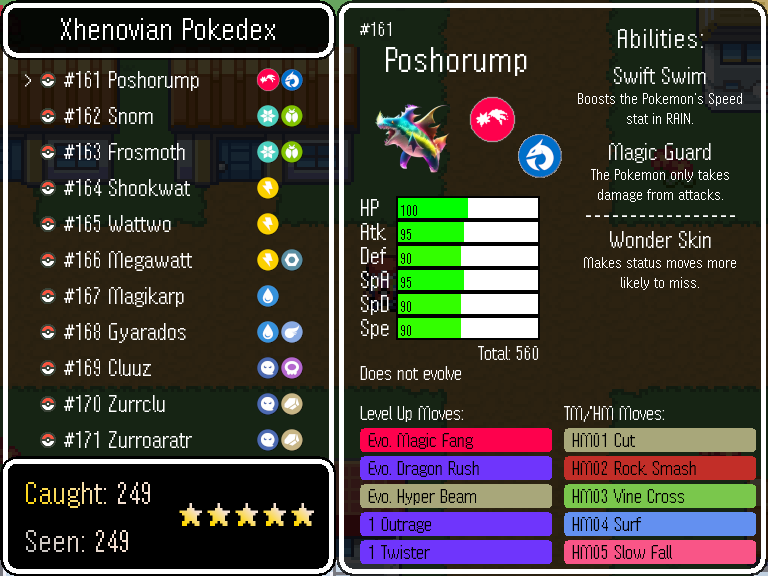 Xhenovian Pokedex
> #161 Poshorump
#162 Snom
#163 Frosmoth
#164 Shookwat
#165 Wattwo
#166 Megawatt
#167 Magikarp
#168 Gyarados
#169 Cluuz
#170 Zurrclu
#171 Zurroaratr
Caught: 249
Seen: 249
#161
Poshorump
HP 100
Atk 95
Def 90
SpA 95
SpD 90
Spe 90
Total: 560
Does not evolve
Abilities:
Swift Swim
Boosts the Pokemon's Speed
stat in RAIN.
Magic Guard
The Pokemon only takes
damage from attacks.
Wonder Skin
Makes status moves more
likely to miss.
Level Up Moves:
Evo. Magic Fang
Evo. Dragon Rush
Evo. Hyper Beam
1 Outrage
1 Twister
TM/HM Moves:
HM01 Cut
HM02 Rock Smash
HM03 Vine Cross
HM04 Surf
HM05 Slow Fall